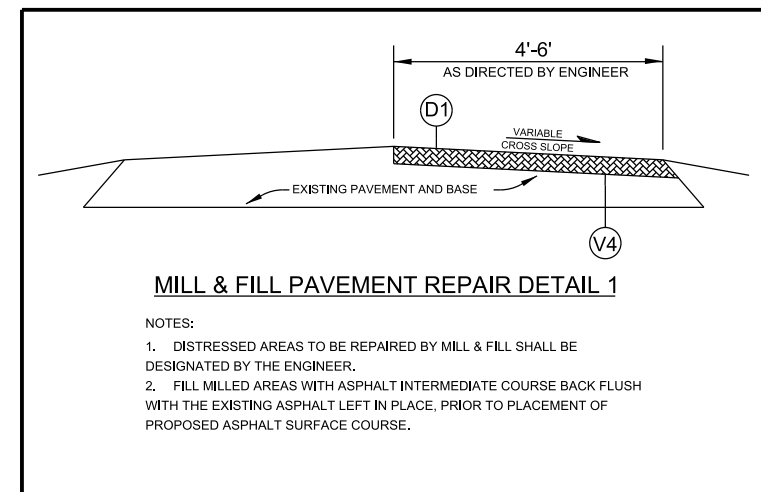 4'-6'
AS DIRECTED BY ENGINEER
D1
VARIABLE
CROSS SLOPE
EXISTING PAVEMENT AND BASE
V4
MILL & FILL PAVEMENT REPAIR DETAIL 1
NOTES:
1. DISTRESSED AREAS TO BE REPAIRED BY MILL & FILL SHALL BE
DESIGNATED BY THE ENGINEER.
2. FILL MILLED AREAS WITH ASPHALT INTERMEDIATE COURSE BACK FLUSH
WITH THE EXISTING ASPHALT LEFT IN PLACE, PRIOR TO PLACEMENT OF
PROPOSED ASPHALT SURFACE COURSE.